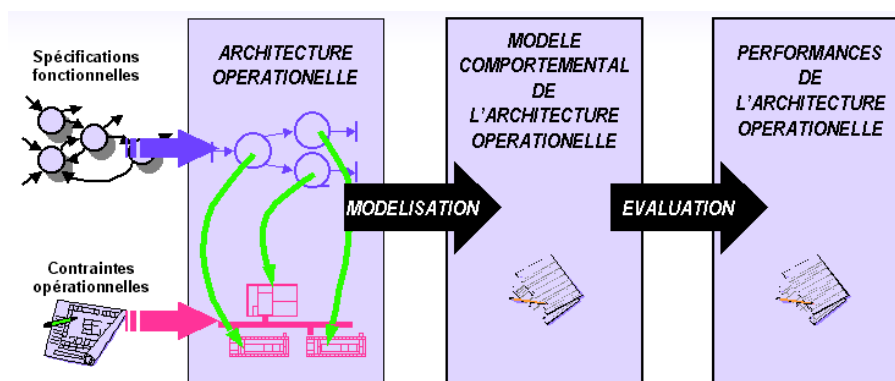 Spécifications
fonctionnelles
ARCHITECTURE
OPERATIONELLE
MODELE
COMPORTEMENTAL
DE
L'ARCHITECTURE
OPERATIONELLE
PERFORMANCES
DE
L'ARCHITECTURE
OPERATIONELLE
MODELISATION
EVALUATION
Contraintes
opérationnelles